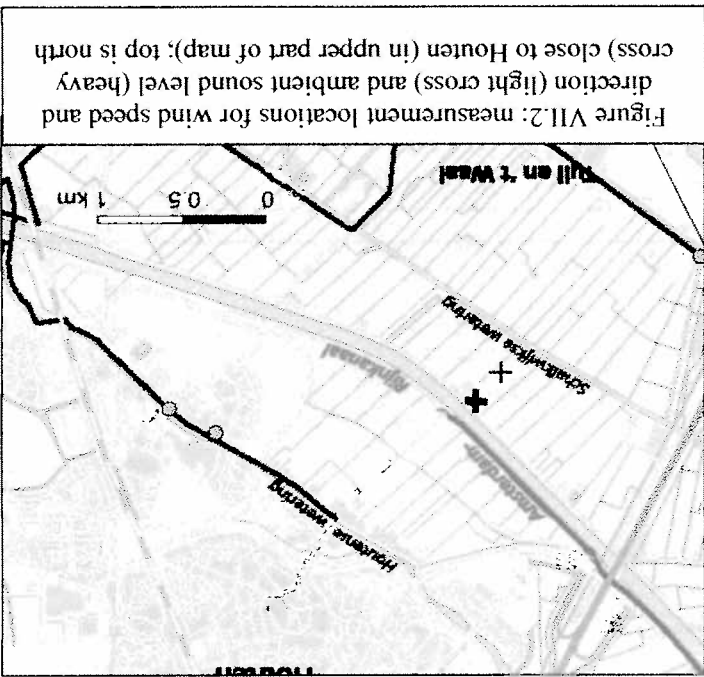 Houten
Houtense wetering
Amsterdam-
Rijnkanaal
Schalkwijkse wetering
Tull en 't Waal
0 0.5 1 km
Figure VII.2: measurement locations for wind speed and
direction (light cross) and ambient sound level (heavy
cross) close to Houten (in upper part of map); top is north